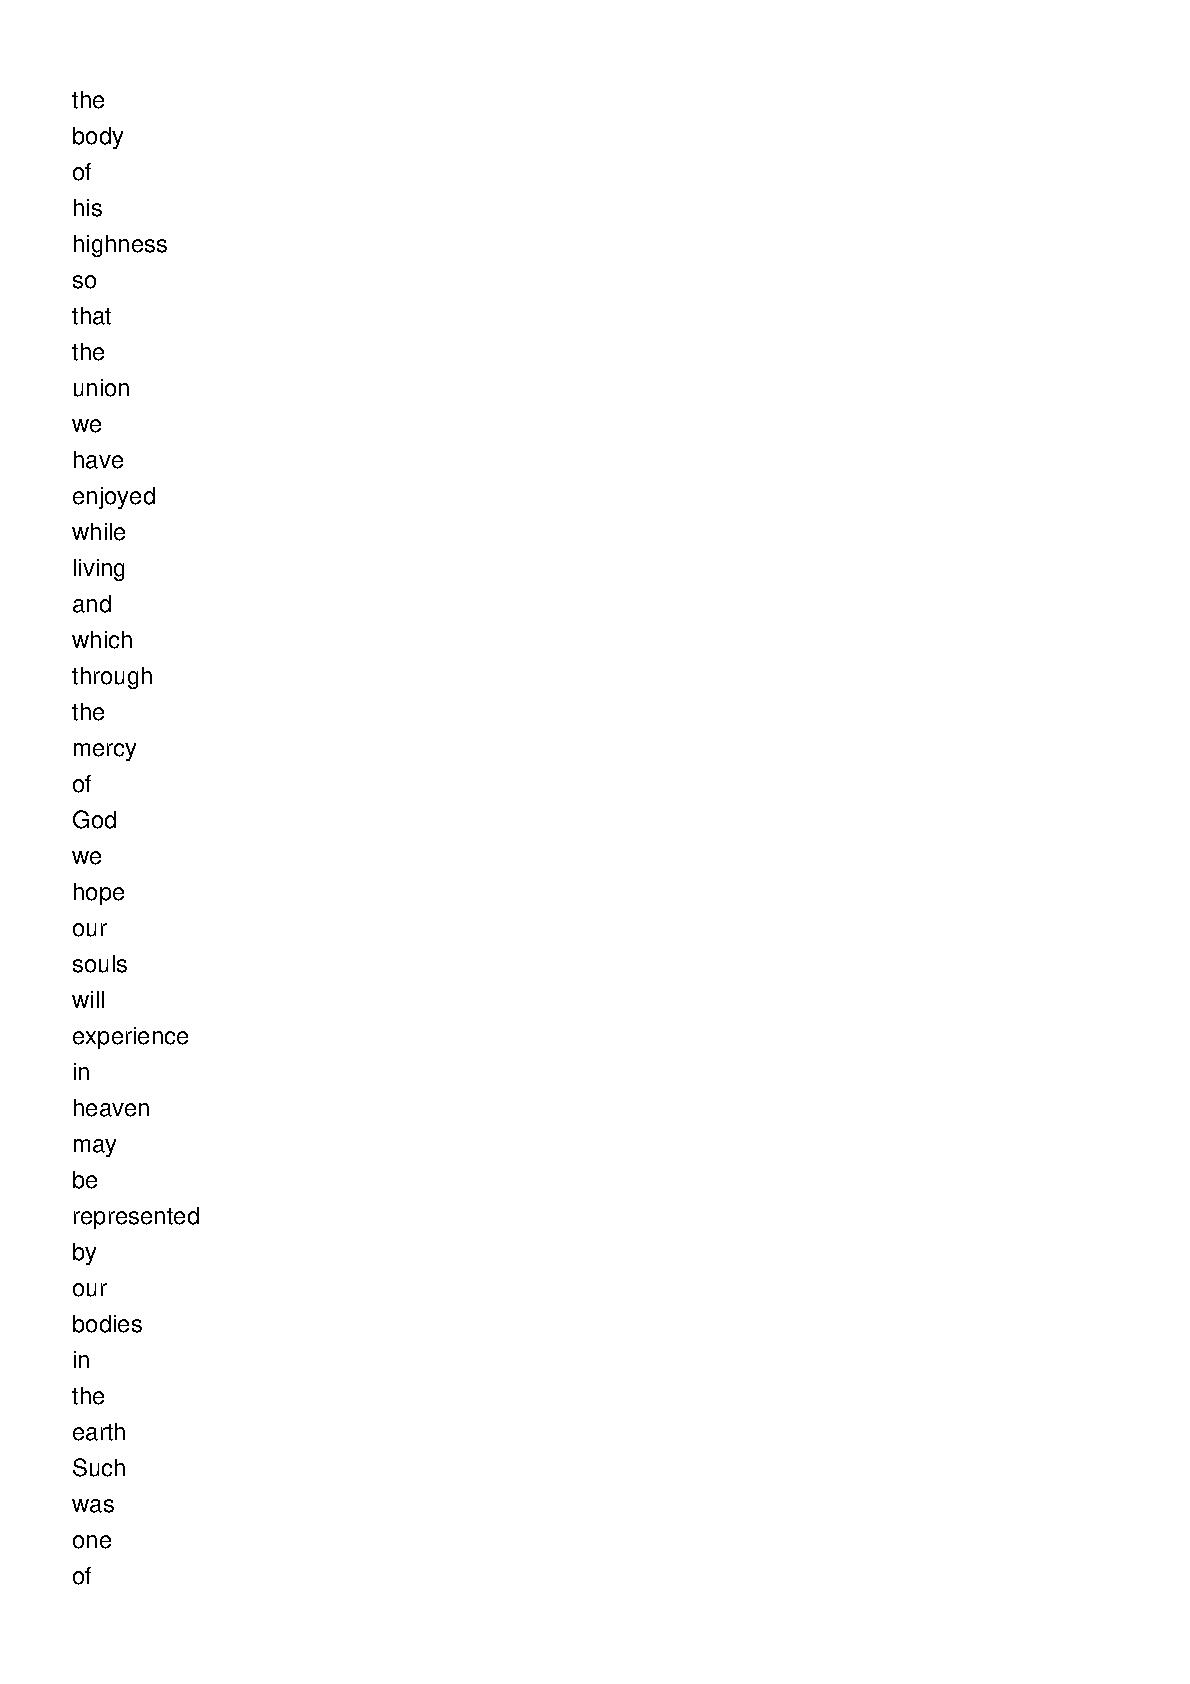 the
body
of
his
highness
so
that
the
union
we
have
enjoyed
while
living
and
which
through
the
mercy
of
God
we
hope
our
souls
will
experience
in
heaven
may
be
represented
by
our
bodies
in
the
earth
Such
was
one
of